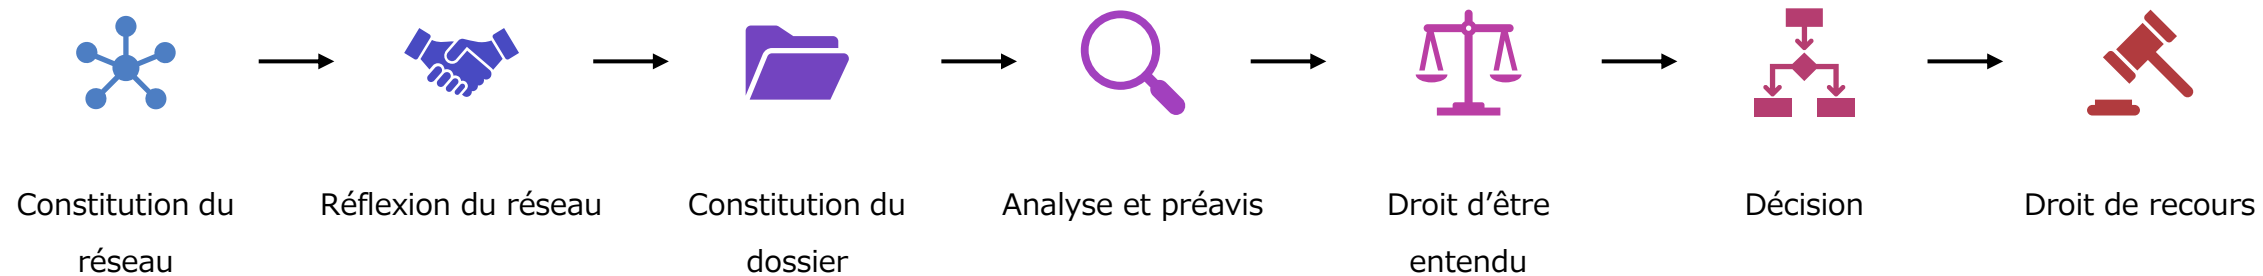 Constitution du
réseau
Réflexion du réseau
Constitution du
dossier
Analyse et préavis
Droit d’être
entendu
Décision
Droit de recours